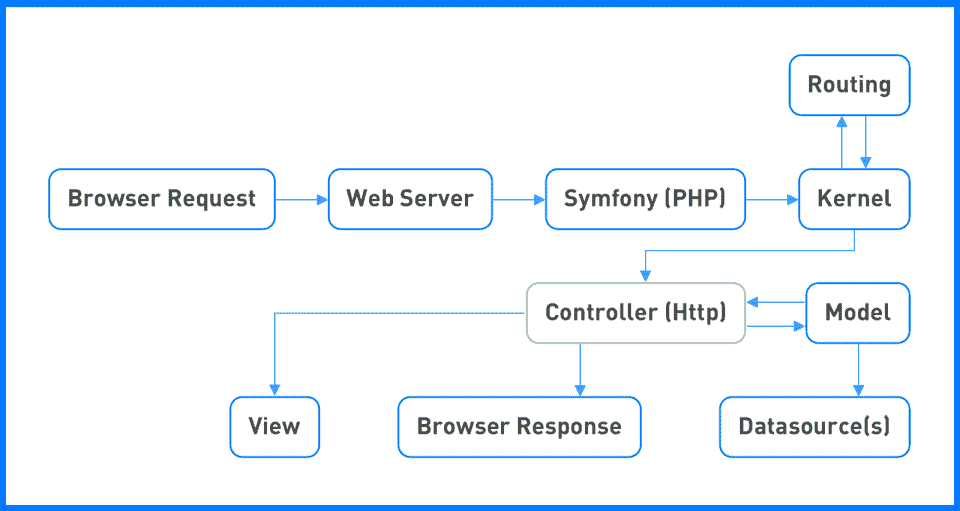 Routing
Browser Request
Web Server
Symfony (PHP)
Kernel
Controller (Http)
Model
View
Browser Response
Datasource(s)